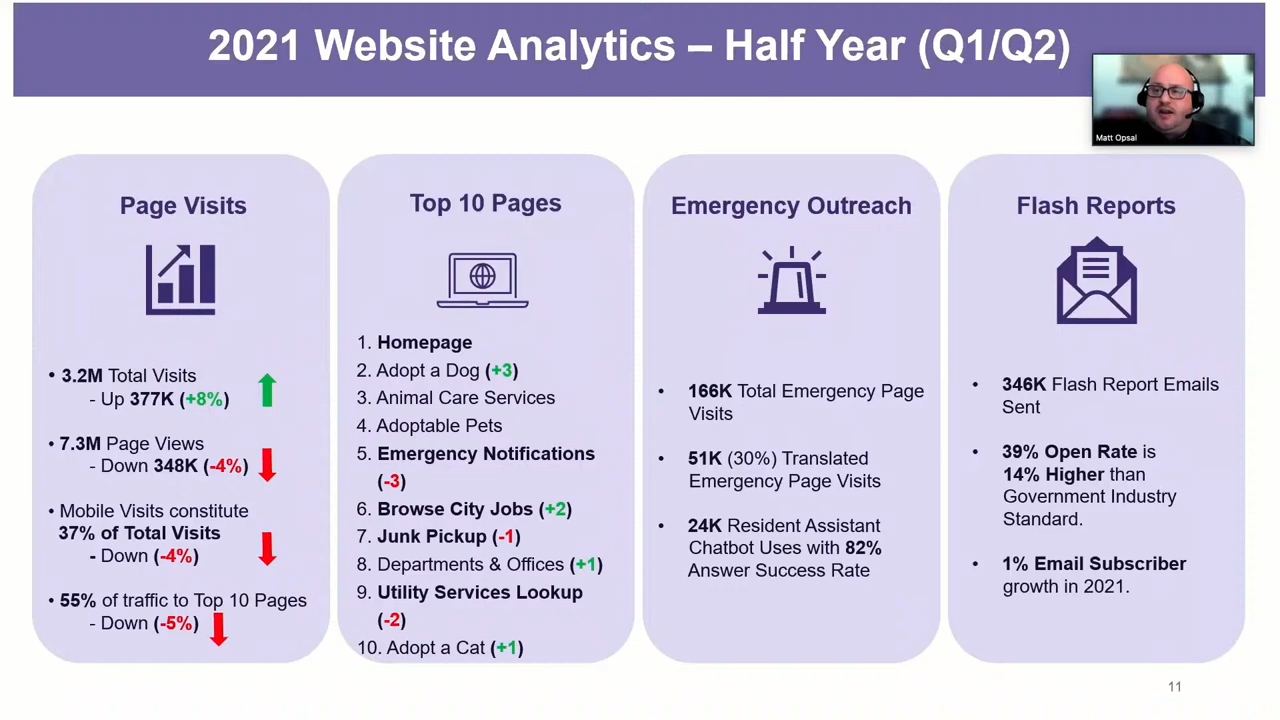 2021 Website Analytics – Half Year (Q1/Q2)
Matt Opsal
Page Visits
• 3.2M Total Visits
- Up 377K (+8%)
• 7.3M Page Views
- Down 348K (-4%)
• Mobile Visits constitute
37% of Total Visits
- Down (-4%)
• 55% of traffic to Top 10 Pages
- Down (-5%)
Top 10 Pages
1. Homepage
2. Adopt a Dog (+3)
3. Animal Care Services
4. Adoptable Pets
5. Emergency Notifications
(-3)
6. Browse City Jobs (+2)
7. Junk Pickup (-1)
8. Departments & Offices (+1)
9. Utility Services Lookup
(-2)
10. Adopt a Cat (+1)
Emergency Outreach
• 166K Total Emergency Page
Visits
• 51K (30%) Translated
Emergency Page Visits
• 24K Resident Assistant
Chatbot Uses with 82%
Answer Success Rate
Flash Reports
• 346K Flash Report Emails
Sent
• 39% Open Rate is
14% Higher than
Government Industry
Standard.
• 1% Email Subscriber
growth in 2021.
11